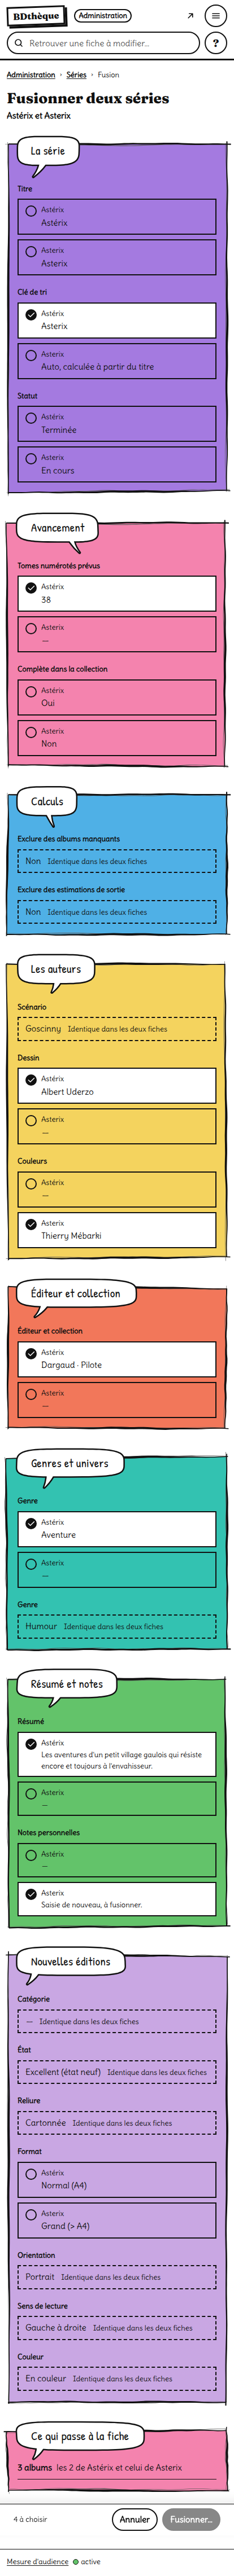 BDthèque Administration
Retrouver une fiche à modifier...
?
Administration › Séries › Fusion
Fusionner deux séries
Astérix et Asterix
La série
Titre
Astérix
Astérix
Asterix
Asterix
Clé de tri
Astérix
Asterix
Asterix
Auto, calculée à partir du titre
Statut
Astérix
Terminée
Asterix
En cours
Avancement
Tomes numérotés prévus
Astérix
38
Asterix
—
Complète dans la collection
Astérix
Oui
Asterix
Non
Calculs
Exclure des albums manquants
Non Identique dans les deux fiches
Exclure des estimations de sortie
Non Identique dans les deux fiches
Les auteurs
Scénario
Goscinny Identique dans les deux fiches
Dessin
Astérix
Albert Uderzo
Asterix
—
Couleurs
Astérix
—
Asterix
Thierry Mébarki
Éditeur et collection
Éditeur et collection
Astérix
Dargaud · Pilote
Asterix
—
Genres et univers
Genre
Astérix
Aventure
Asterix
—
Genre
Humour Identique dans les deux fiches
Résumé et notes
Résumé
Astérix
Les aventures d'un petit village gaulois qui résiste
encore et toujours à l'envahisseur.
Asterix
—
Notes personnelles
Astérix
—
Asterix
Saisie de nouveau, à fusionner.
Nouvelles éditions
Catégorie
— Identique dans les deux fiches
État
Excellent (état neuf) Identique dans les deux fiches
Reliure
Cartonnée Identique dans les deux fiches
Format
Astérix
Normal (A4)
Asterix
Grand (> A4)
Orientation
Portrait Identique dans les deux fiches
Sens de lecture
Gauche à droite Identique dans les deux fiches
Couleur
En couleur Identique dans les deux fiches
Ce qui passe à la fiche
3 albums les 2 de Astérix et celui de Asterix
4 à choisir Annuler Fusionner...
Mesure d'audience active